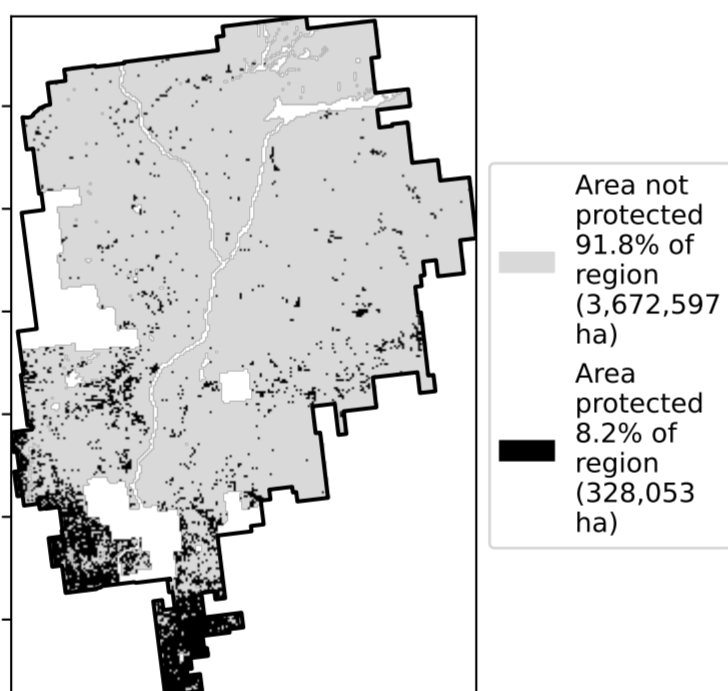 Area not
protected
91.8% of
region
(3,672,597
ha)
Area
protected
8.2% of
region
(328,053
ha)